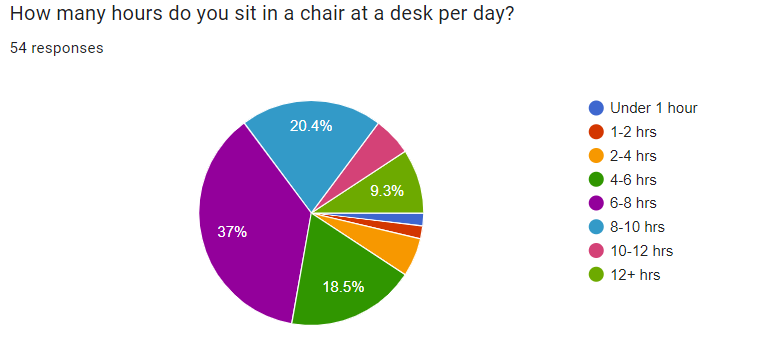 How many hours do you sit in a chair at a desk per day?
54 responses
20.4%
9.3%
37%
18.5%
Under 1 hour
1-2 hrs
2-4 hrs
4-6 hrs
6-8 hrs
8-10 hrs
10-12 hrs
12+ hrs